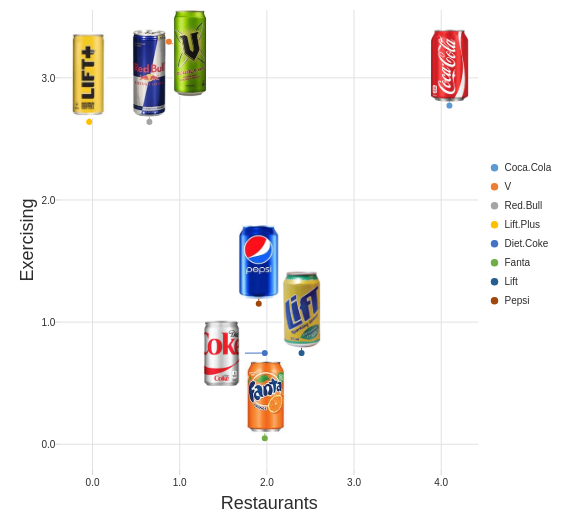 3.0
2.0
1.0
0.0
0.0
1.0
2.0
3.0
4.0
Exercising
Restaurants
LIFT+
Red Bull
V
Coca-Cola
pepsi
Lift
Coke
Coke
Fanta
Coca.Cola
V
Red.Bull
Lift.Plus
Diet.Coke
Fanta
Lift
Pepsi